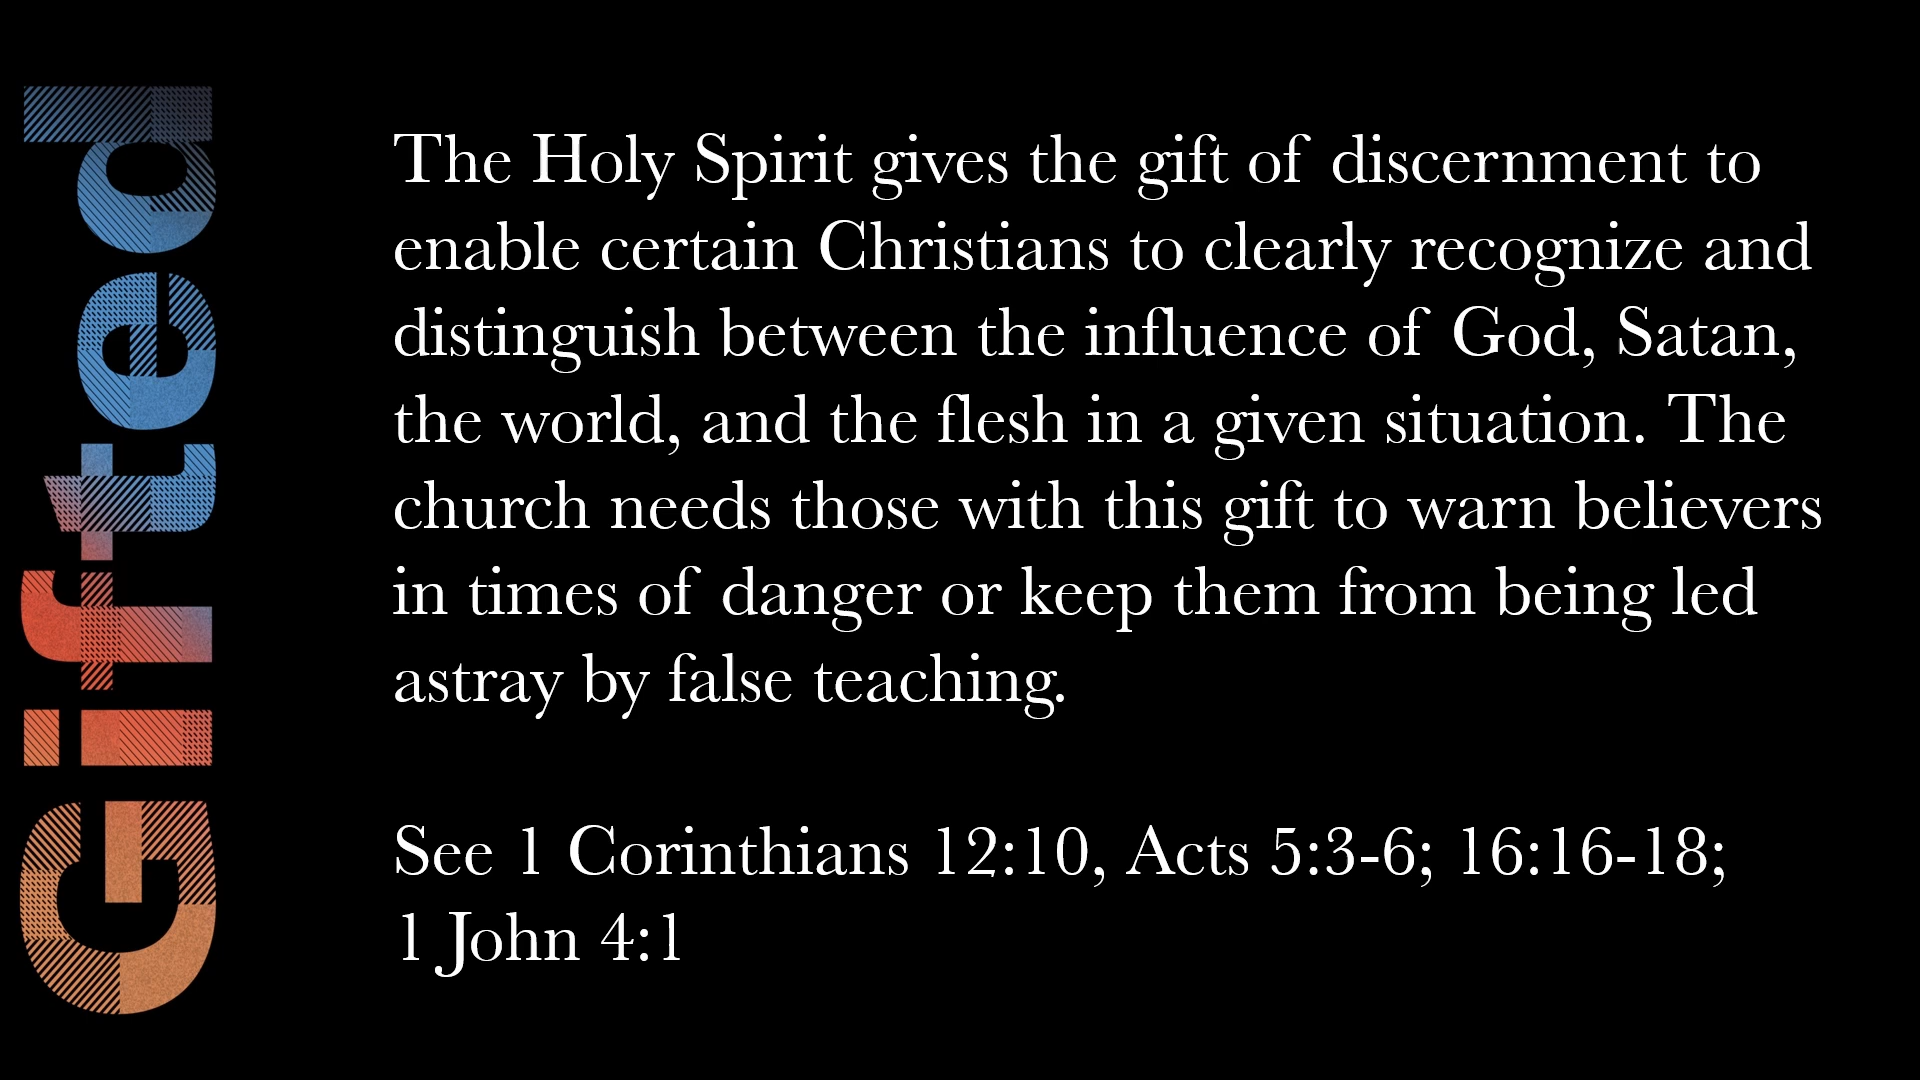 Gifted
The Holy Spirit gives the gift of discernment to
enable certain Christians to clearly recognize and
distinguish between the influence of God, Satan,
the world, and the flesh in a given situation. The
church needs those with this gift to warn believers
in times of danger or keep them from being led
astray by false teaching.
See 1 Corinthians 12:10, Acts 5:3-6; 16:16-18;
1 John 4:1